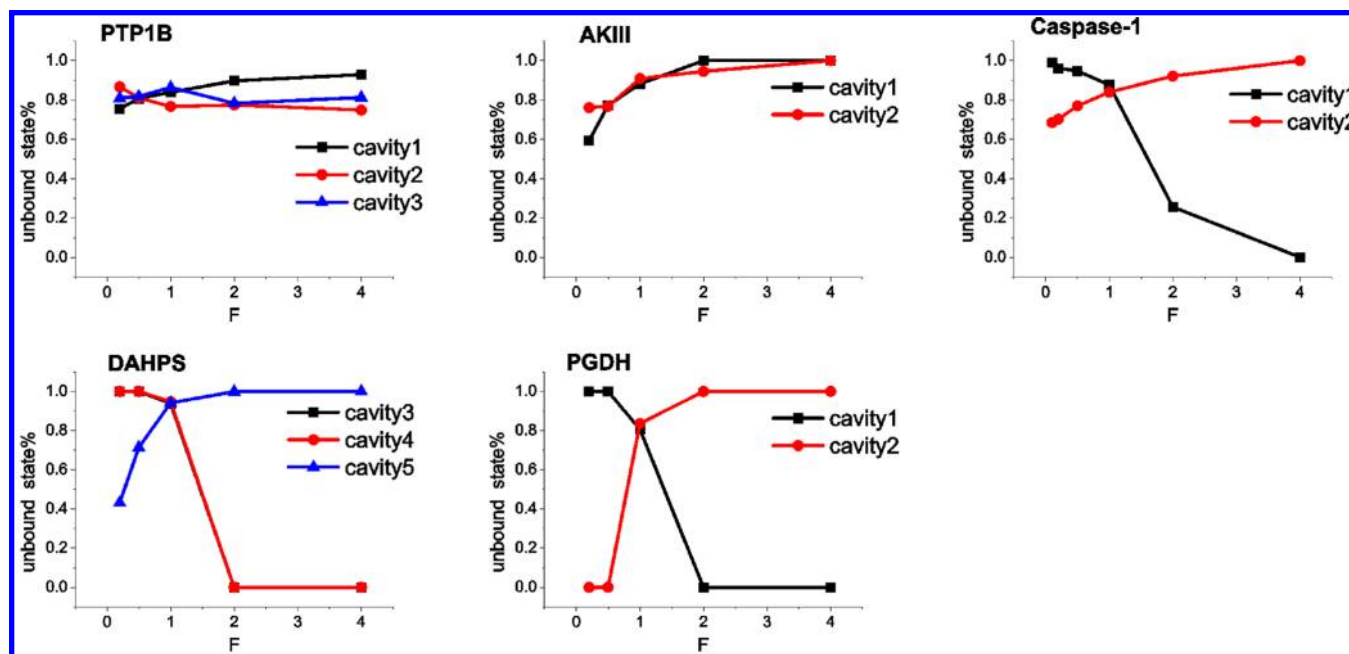 PTP1B
unbound state%
1.0
0.8
0.6
0.4
0.2
0.0
cavity1
cavity2
cavity3
0 1 2 3 4
F
AKIII
unbound state%
1.0
0.8
0.6
0.4
0.2
0.0
cavity1
cavity2
0 1 2 3 4
F
Caspase-1
unbound state%
1.0
0.8
0.6
0.4
0.2
0.0
cavity1
cavity2
0 1 2 3 4
F
DAHPS
unbound state%
1.0
0.8
0.6
0.4
0.2
0.0
cavity3
cavity4
cavity5
0 1 2 3 4
F
PGDH
unbound state%
1.0
0.8
0.6
0.4
0.2
0.0
cavity1
cavity2
0 1 2 3 4
F